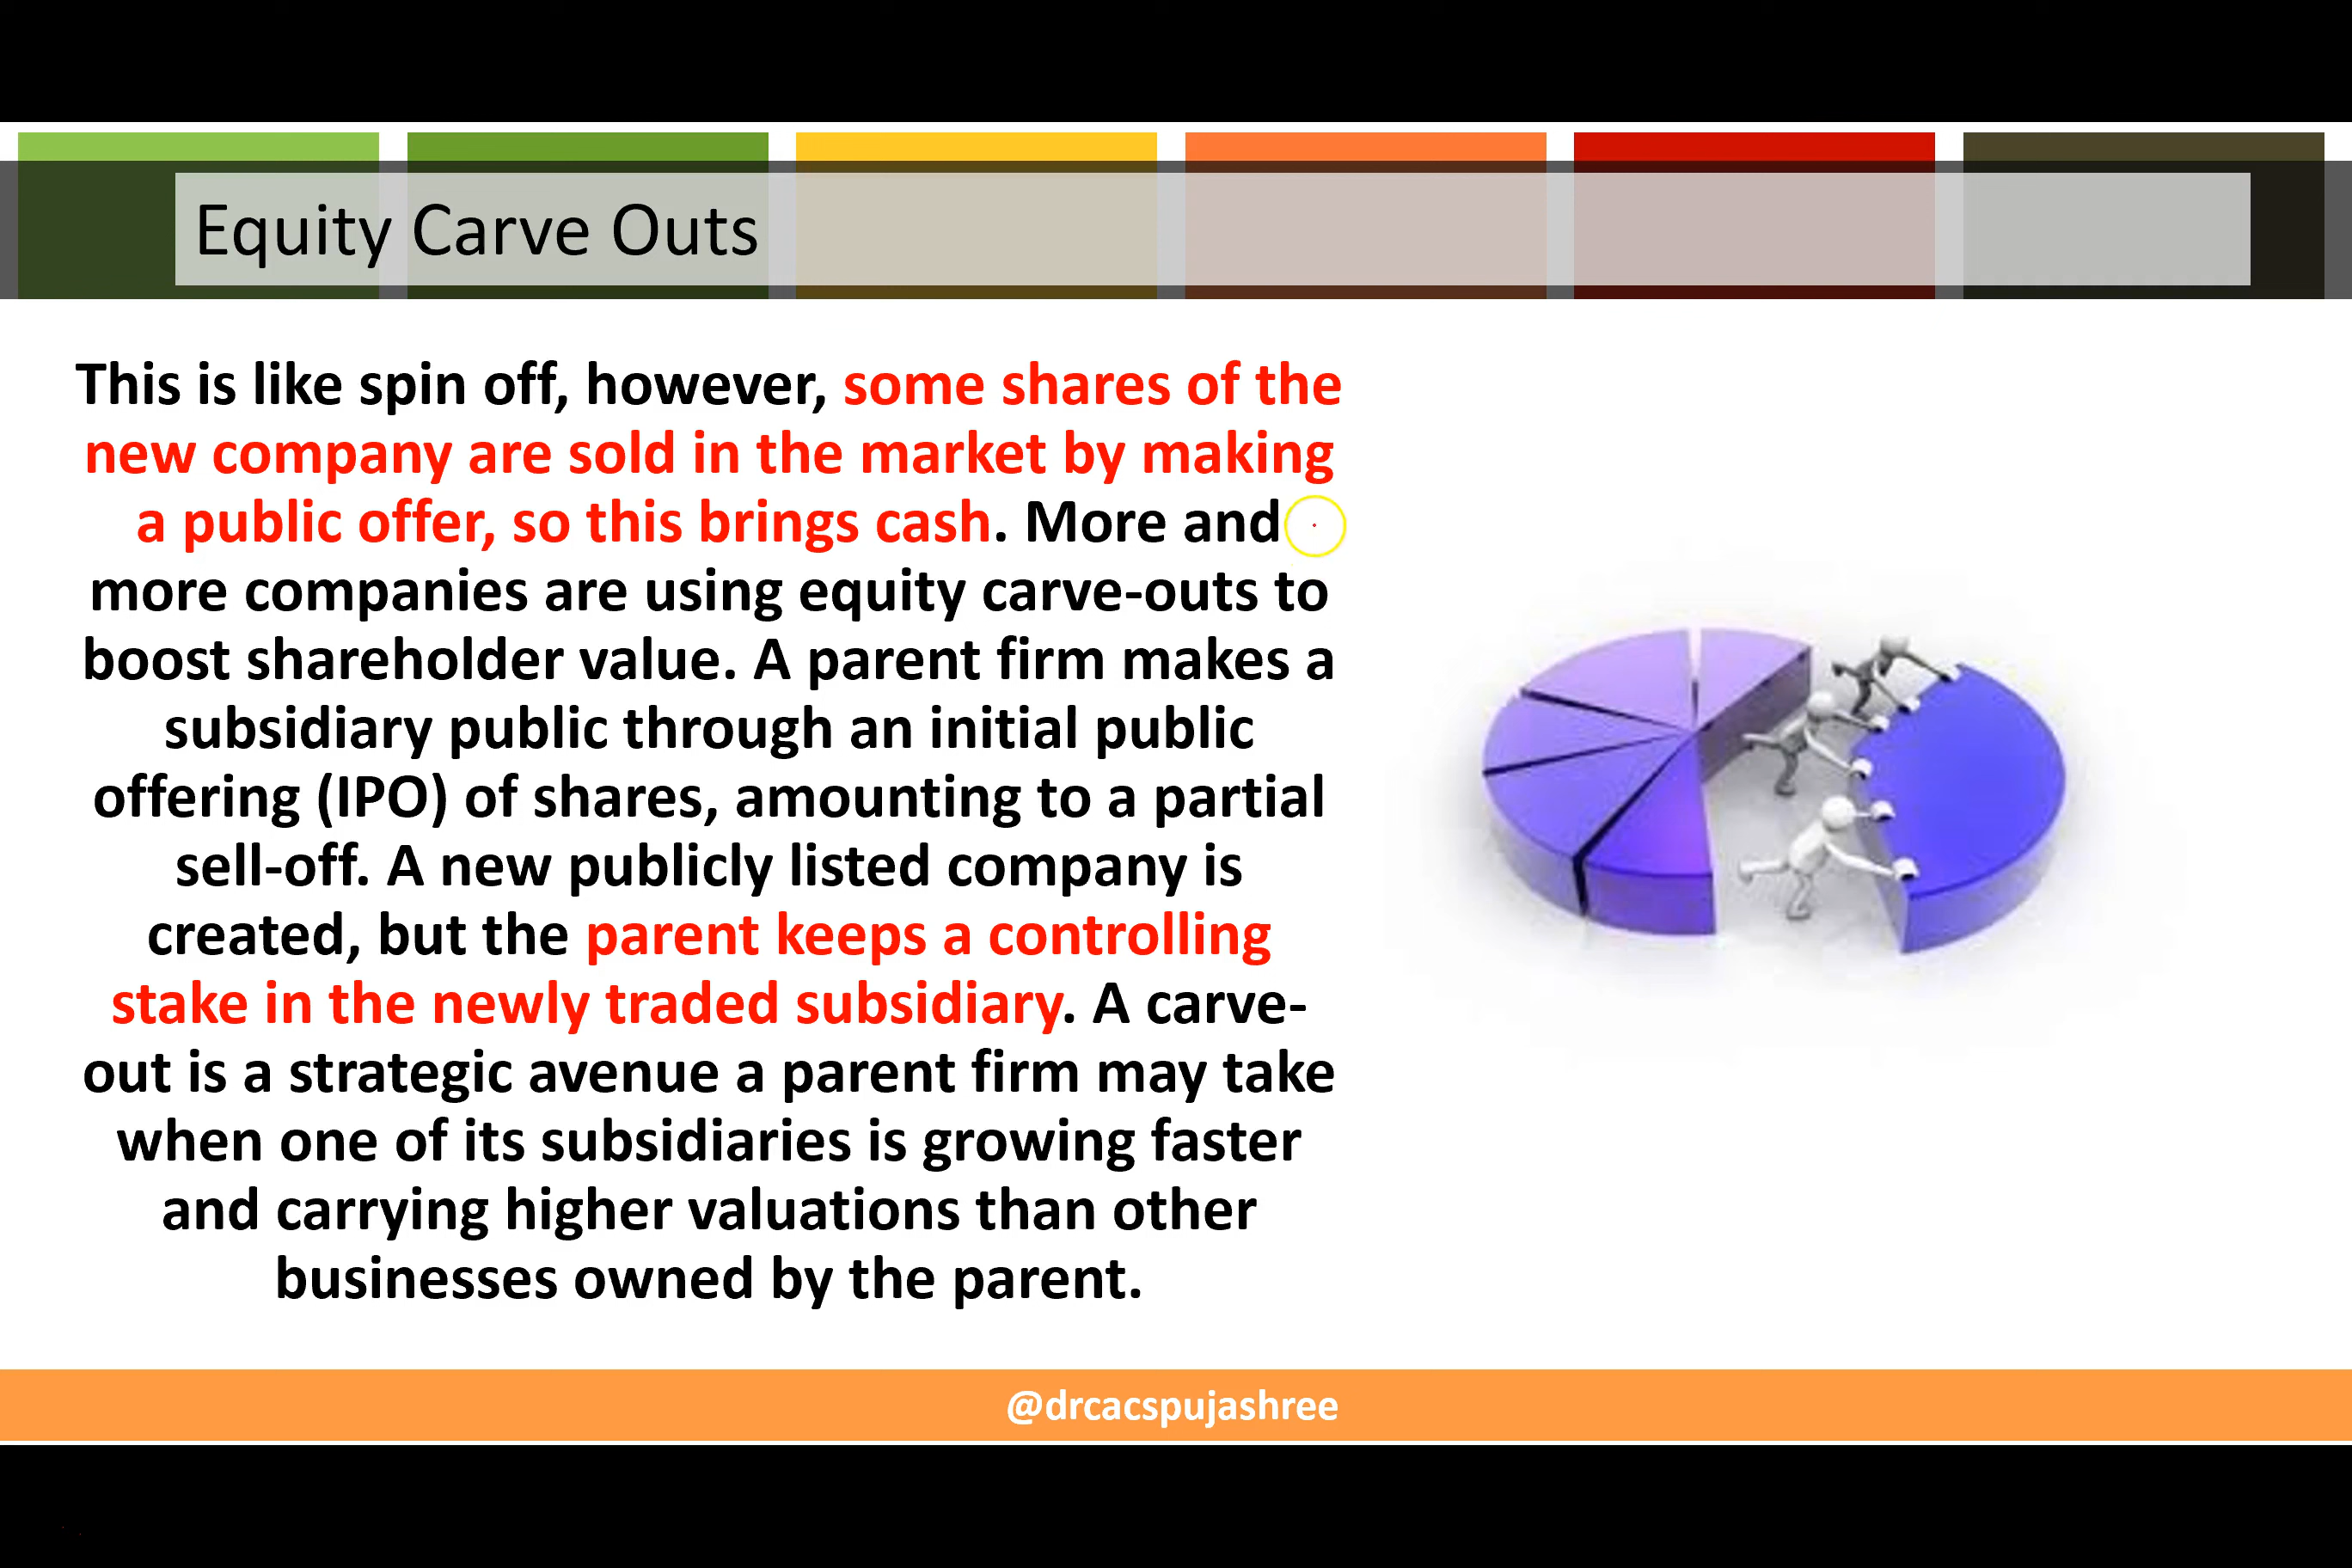 Equity Carve Outs
This is like spin off, however, some shares of the
new company are sold in the market by making
a public offer, so this brings cash. More and
more companies are using equity carve-outs to
boost shareholder value. A parent firm makes a
subsidiary public through an initial public
offering (IPO) of shares, amounting to a partial
sell-off. A new publicly listed company is
created, but the parent keeps a controlling
stake in the newly traded subsidiary. A carve-
out is a strategic avenue a parent firm may take
when one of its subsidiaries is growing faster
and carrying higher valuations than other
businesses owned by the parent.
@drcacspujashree